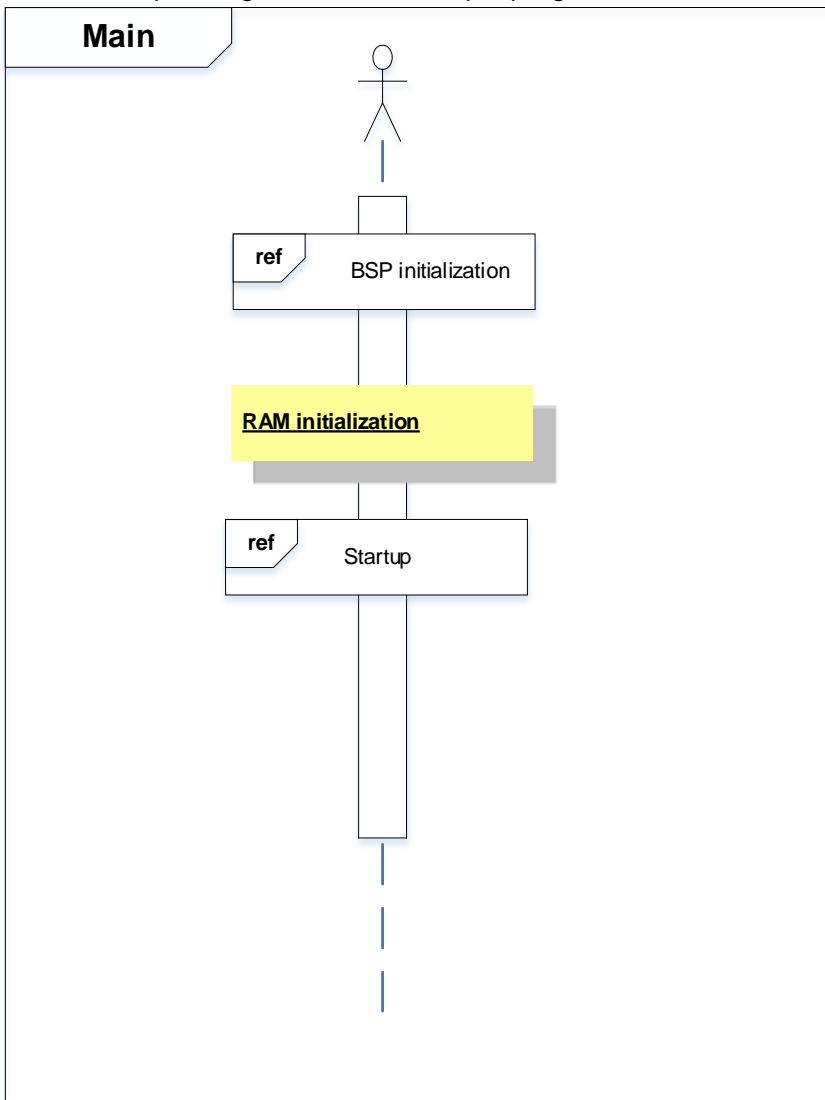 Main
ref
BSP initialization
RAM initialization
ref
Startup